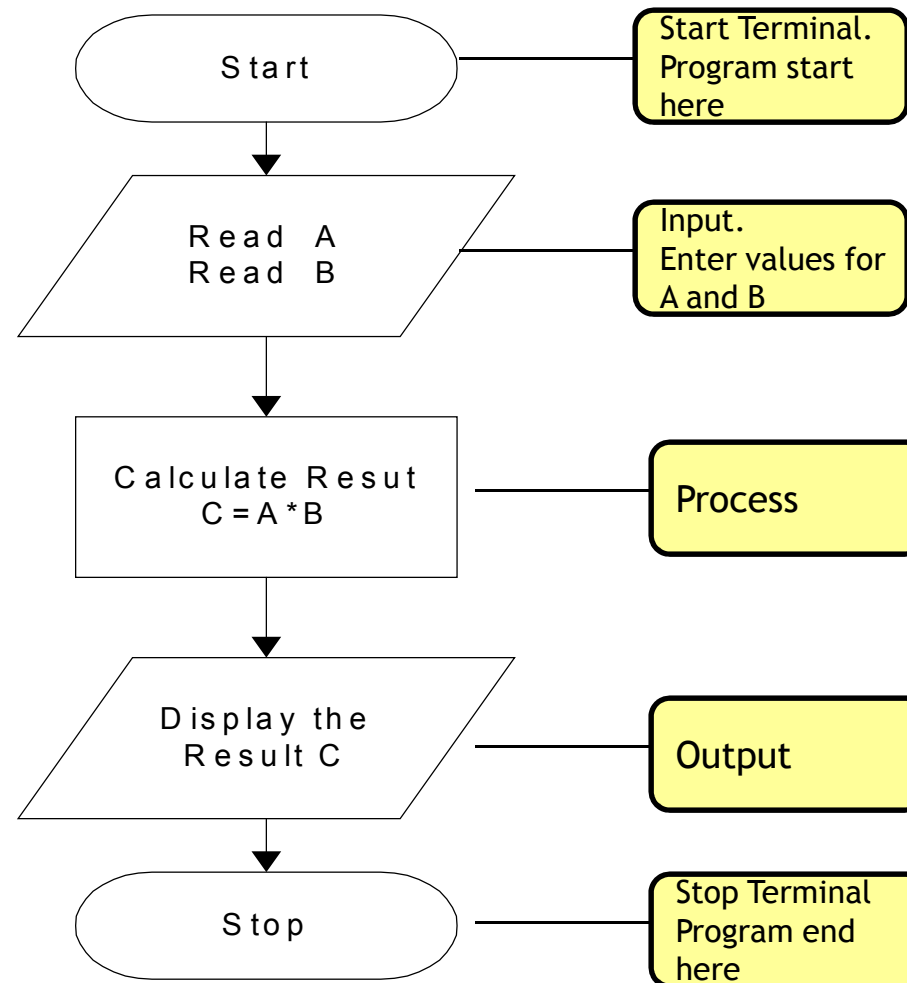 Start
Start Terminal.
Program start
here
Read A
Read B
Input.
Enter values for
A and B
Calculate Resut
C=A*B
Process
Display the
Result C
Output
Stop
Stop Terminal
Program end
here